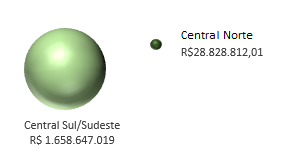 Central Norte
R$28.828.812,01
Central Sul/Sudeste
R$ 1.658.647.019